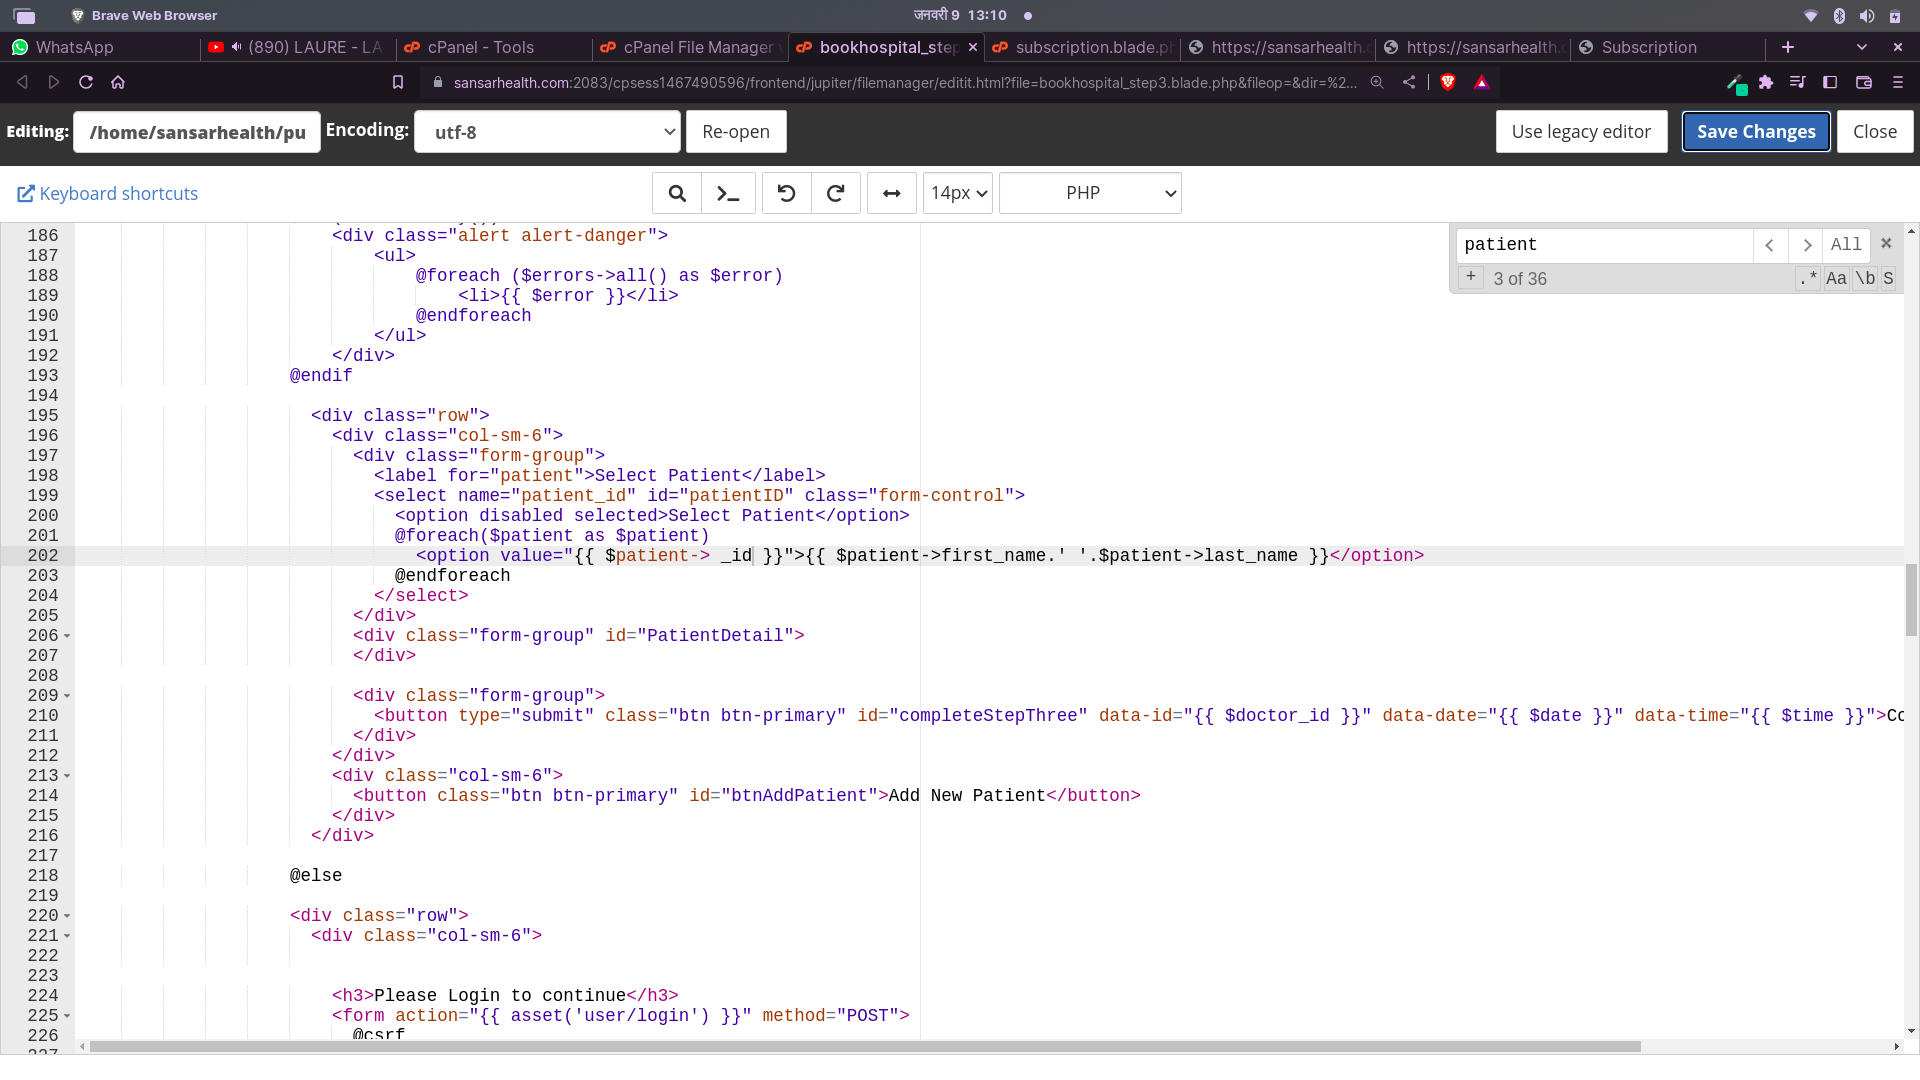 Brave Web Browser
जनवरी 9 13:10
WhatsApp
(890) LAURE - LA
cPanel - Tools
cPanel File Manager
bookhospital_step
subscription.blade.ph
https://sansarhealth.
https://sansarhealth.
Subscription
sansarhealth.com:2083/cpsess1467490596/frontend/jupiter/filemanager/editit.html?file=bookhospital_step3.blade.php&fileop=&dir=%2...
Editing: /home/sansarhealth/pu Encoding: utf-8 Re-open Use legacy editor Save Changes Close
Keyboard shortcuts 14px PHP
patient All
+ 3 of 36 .* Aa \b S
186 <div class="alert alert-danger">
187 <ul>
188 @foreach ($errors->all() as $error)
189 <li>{{ $error }}</li>
190 @endforeach
191 </ul>
192 </div>
193 @endif
194
195 <div class="row">
196 <div class="col-sm-6">
197 <div class="form-group">
198 <label for="patient">Select Patient</label>
199 <select name="patient_id" id="patientID" class="form-control">
200 <option disabled selected>Select Patient</option>
201 @foreach($patient as $patient)
202 <option value="{{ $patient-> _id }}">{{ $patient->first_name.' '.$patient->last_name }}</option>
203 @endforeach
204 </select>
205 </div>
206 <div class="form-group" id="PatientDetail">
207 </div>
208
209 <div class="form-group">
210 <button type="submit" class="btn btn-primary" id="completeStepThree" data-id="{{ $doctor_id }}" data-date="{{ $date }}" data-time="{{ $time }}">Co
211 </div>
212 </div>
213 <div class="col-sm-6">
214 <button class="btn btn-primary" id="btnAddPatient">Add New Patient</button>
215 </div>
216 </div>
217
218 @else
219
220 <div class="row">
221 <div class="col-sm-6">
222
223
224 <h3>Please Login to continue</h3>
225 <form action="{{ asset('user/login') }}" method="POST">
226 @csrf
227